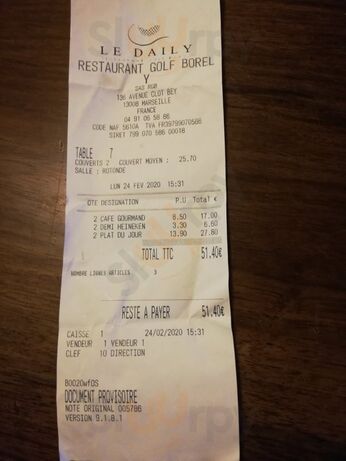 LE DAILY
RESTAURANT GOLF BOREL
Y
SAS RGB
136 AVENUE CLOT BEY
13008 MARSEILLE
FRANCE
04 91 06 58 86
CODE NAF 5610A TVA FR39799070586
SIRET 799 070 586 00018
TABLE 7
COUVERTS 2 COUVERT MOYEN : 25.70
SALLE : ROTONDE
LUN 24 FEV 2020 15:31
QTE DESIGNATION P.U Total €
2 CAFE GOURMAND 8.50 17.00
2 DEMI HEINEKEN 3.30 6.60
2 PLAT DU JOUR 13.90 27.80
TOTAL TTC 51.40€
NOMBRE LIGNES ARTICLES 3
RESTE A PAYER 51.40€
CAISSE 1 24/02/2020 15:31
VENDEUR 1 VENDEUR 1
CLEF 10 DIRECTION
B0020wf0S
DOCUMENT PROVISOIRE
NOTE ORIGINAL 005786
VERSION 9.1.8.1